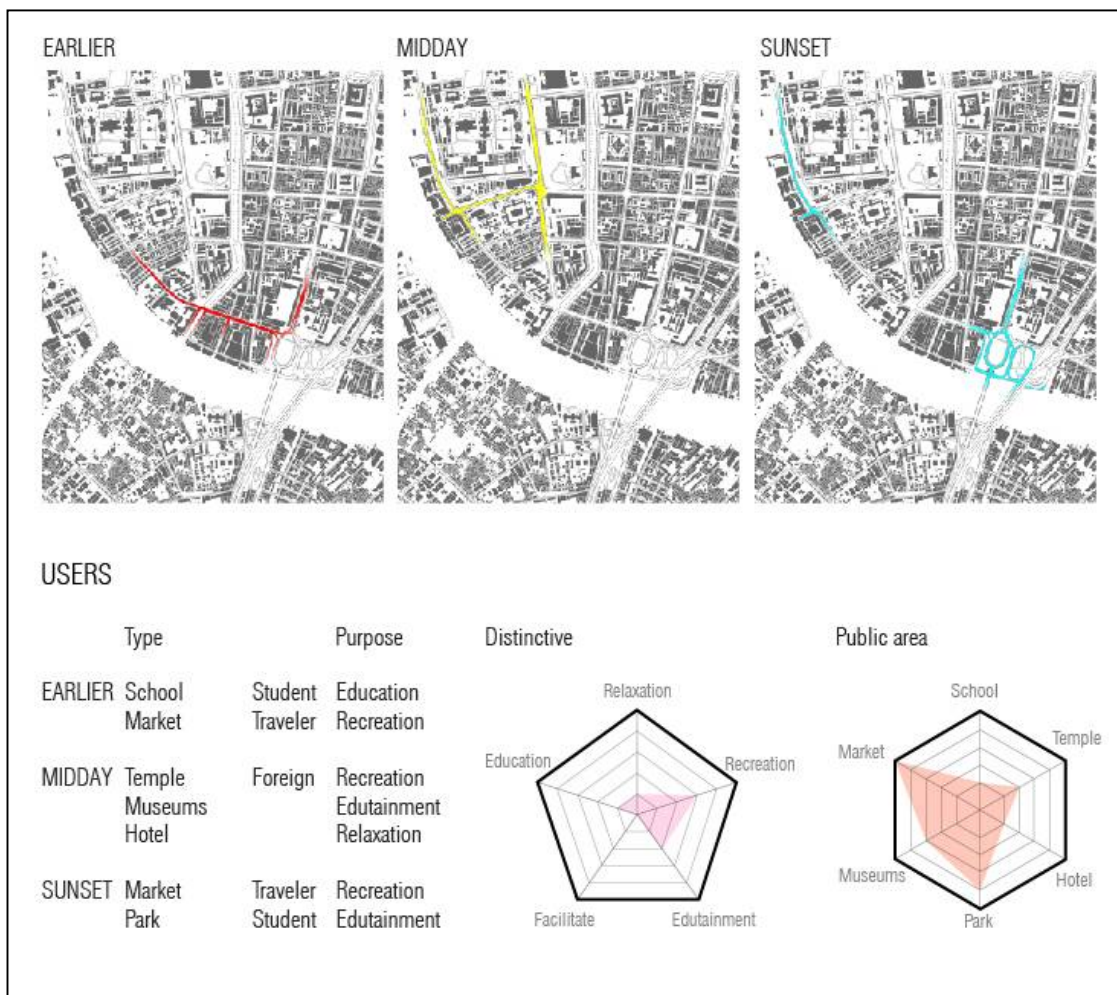 EARLIER MIDDAY SUNSET
USERS
Type Purpose Distinctive Public area
EARLIER School Student Education
Market Traveler Recreation
MIDDAY Temple Foreign Recreation
Museums Edutainment
Hotel Relaxation
SUNSET Market Traveler Recreation
Park Student Edutainment
Relaxation
Education Recreation
Facilitate Edutainment
School
Market Temple
Museums Hotel
Park